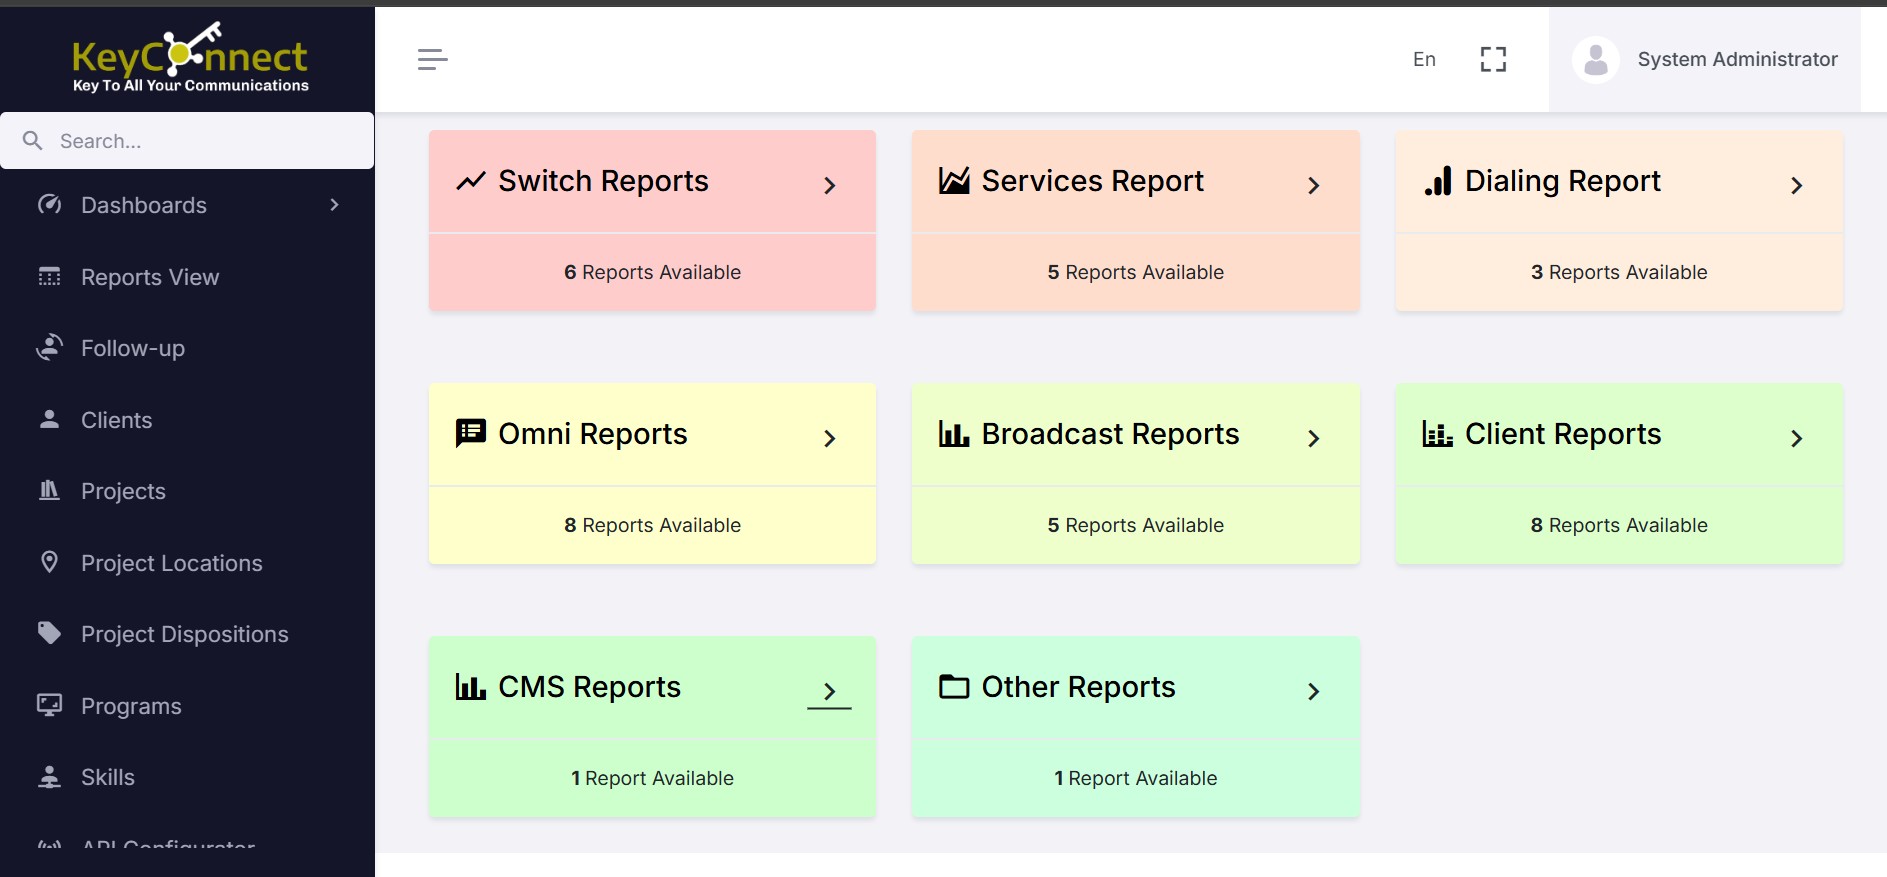 KeyConnect
Key To All Your Communications
Search...
Dashboards
Reports View
Follow-up
Clients
Projects
Project Locations
Project Dispositions
Programs
Skills
API Configurator
En
System Administrator
Switch Reports
6 Reports Available
Services Report
5 Reports Available
Dialing Report
3 Reports Available
Omni Reports
8 Reports Available
Broadcast Reports
5 Reports Available
Client Reports
8 Reports Available
CMS Reports
1 Report Available
Other Reports
1 Report Available